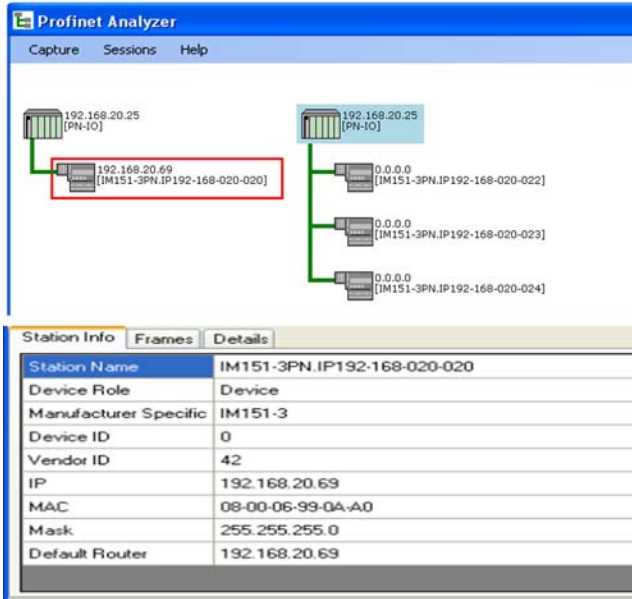 Profinet Analyzer
Capture Sessions Help
192.168.20.25
[PN-IO]
192.168.20.69
[IM151-3PN.IP192-168-020-020]
192.168.20.25
[PN-IO]
0.0.0.0
[IM151-3PN.IP192-168-020-022]
0.0.0.0
[IM151-3PN.IP192-168-020-023]
0.0.0.0
[IM151-3PN.IP192-168-020-024]
Station Info Frames Details
Station Name IM151-3PN.IP192-168-020-020
Device Role Device
Manufacturer Specific IM151-3
Device ID 0
Vendor ID 42
IP 192.168.20.69
MAC 08-00-06-99-0A-A0
Mask 255.255.255.0
Default Router 192.168.20.69